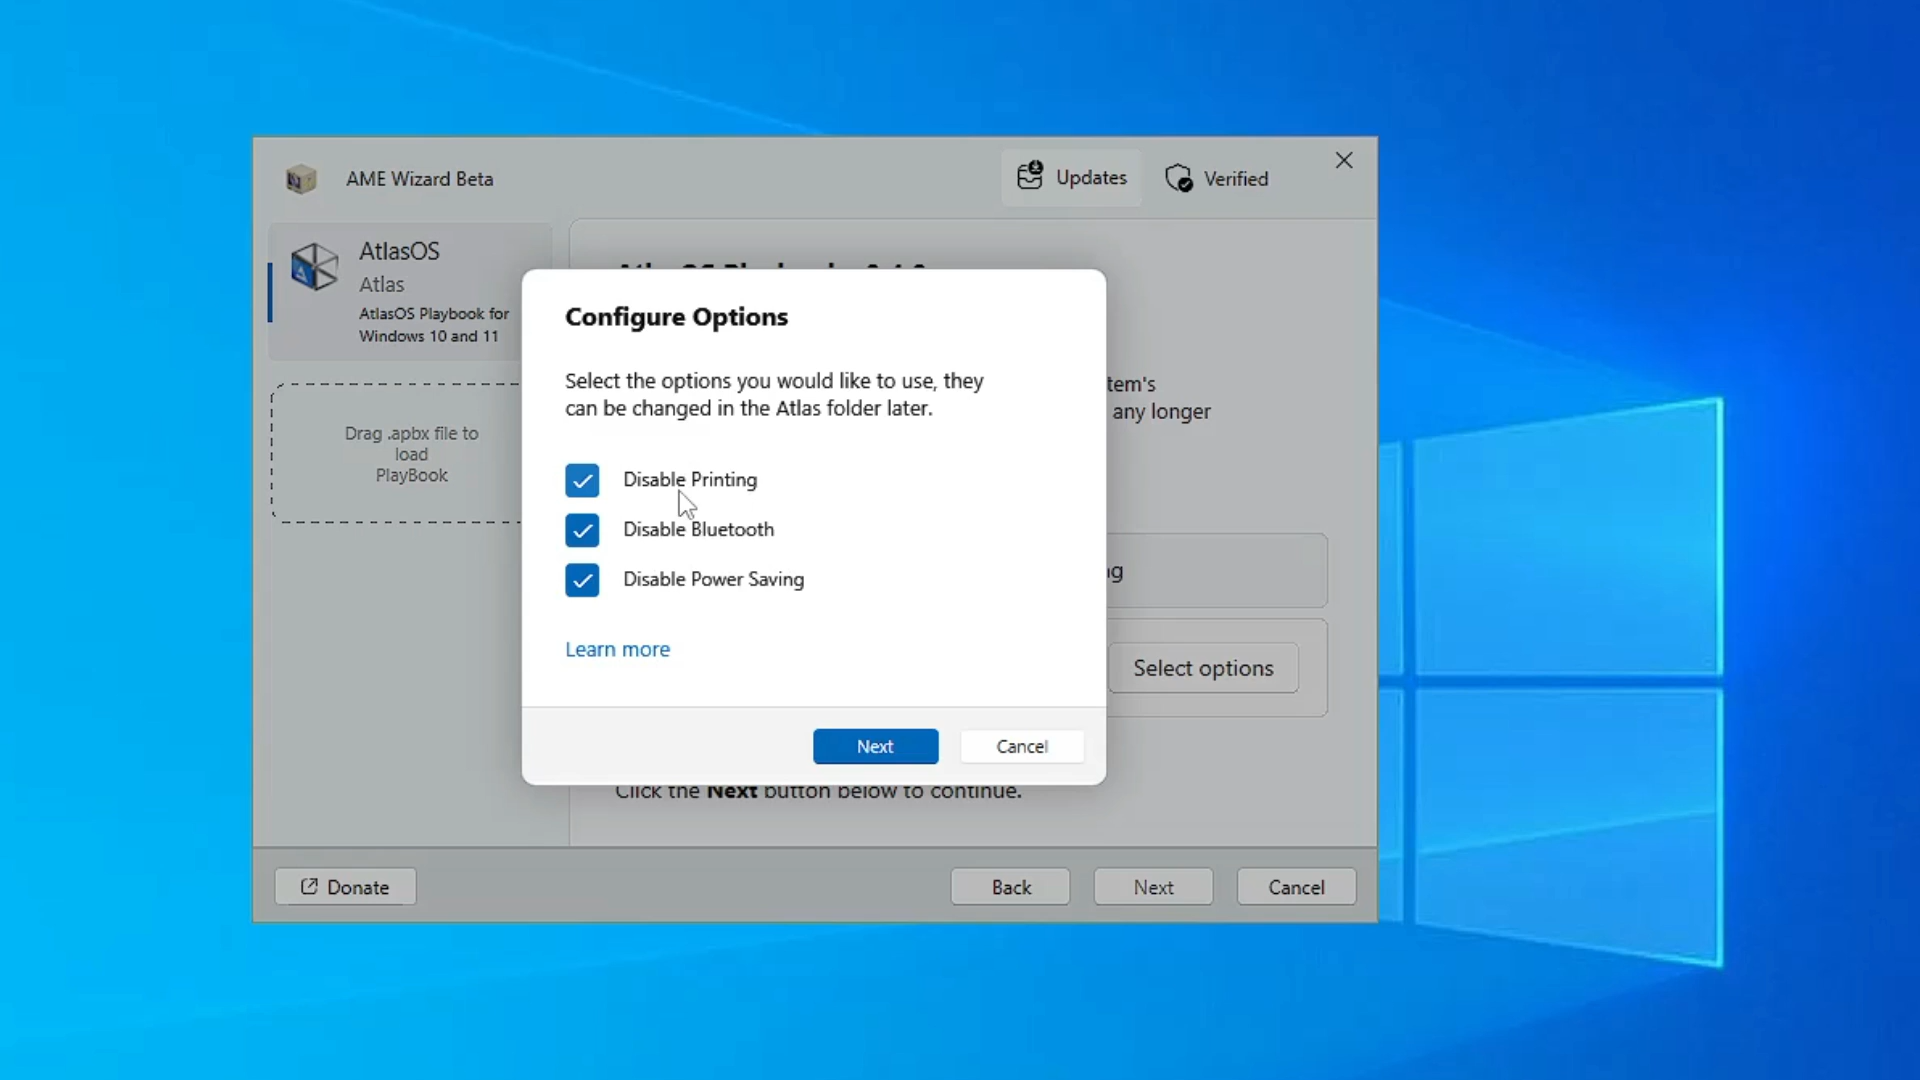 AME Wizard Beta
Updates
Verified
AtlasOS
Atlas
AtlasOS Playbook for
Windows 10 and 11
Drag .apbx file to
load
PlayBook
Configure Options
Select the options you would like to use, they
can be changed in the Atlas folder later.
Disable Printing
Disable Bluetooth
Disable Power Saving
Learn more
Next
Cancel
any longer
Select options
Click the Next button below to continue.
Donate
Back
Next
Cancel